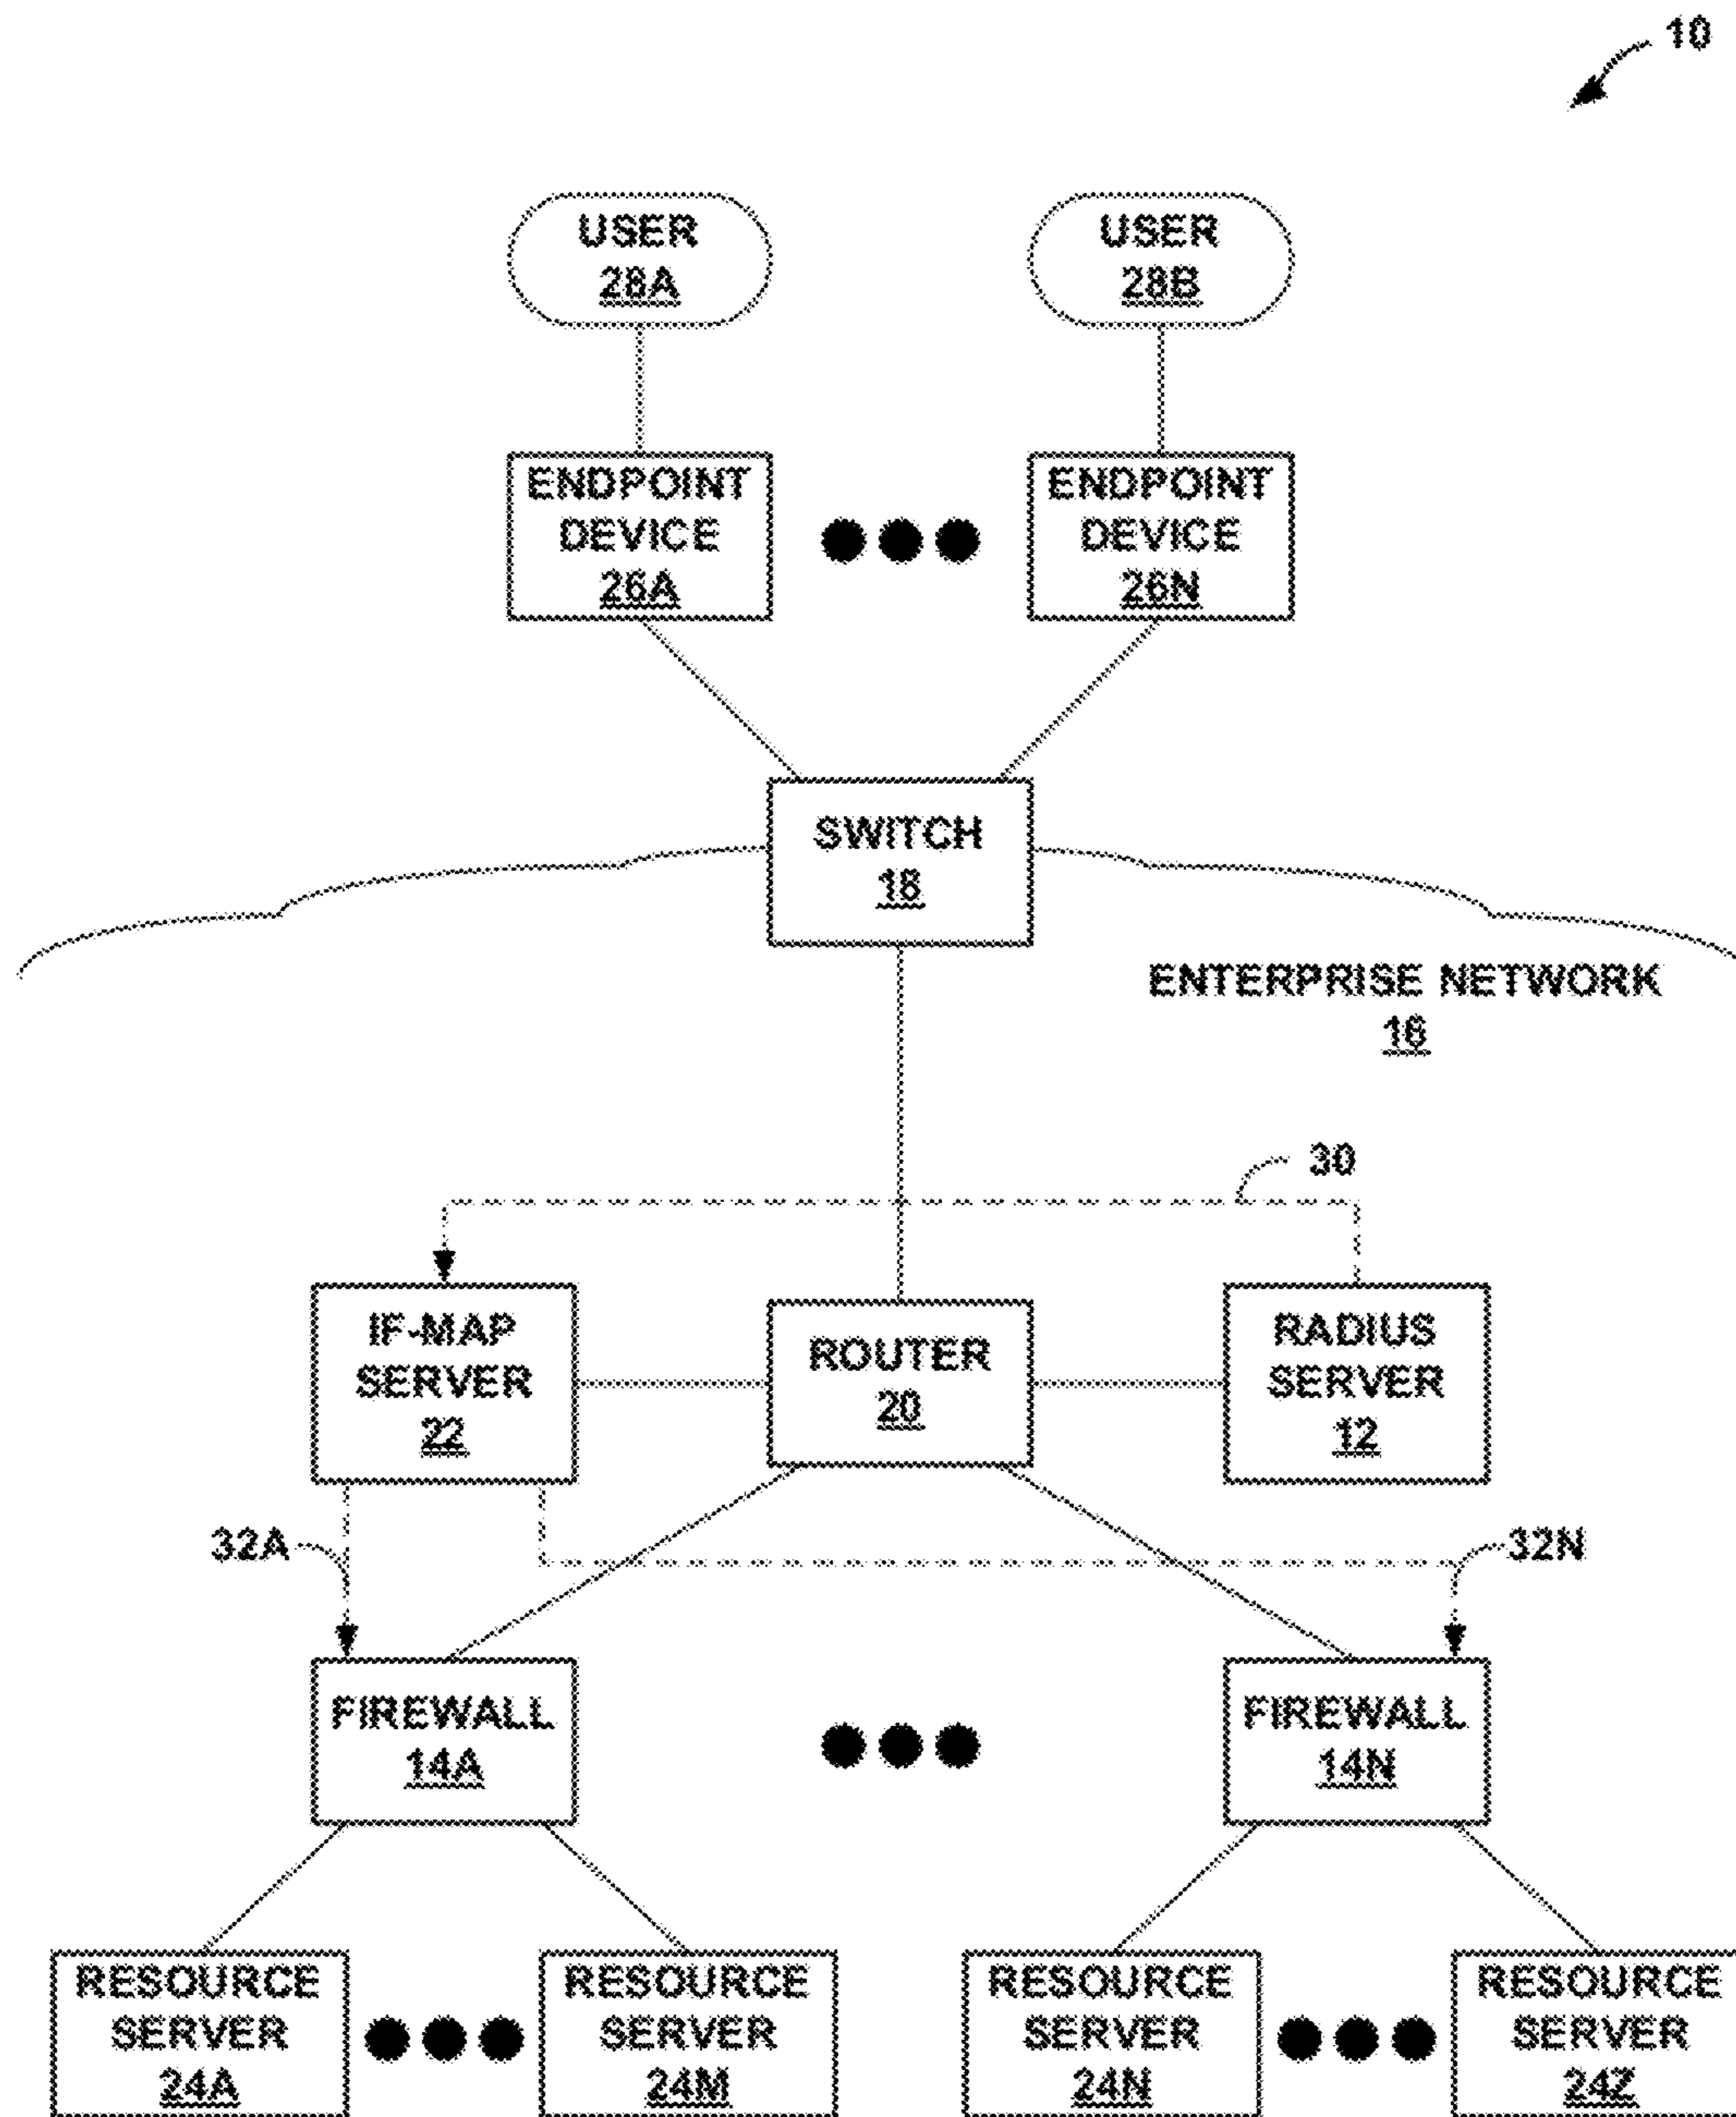 10
USER
28A
USER
28B
ENDPOINT
DEVICE
26A
ENDPOINT
DEVICE
26N
SWITCH
18
ENTERPRISE NETWORK
16
30
IF-MAP
SERVER
22
ROUTER
20
RADIUS
SERVER
12
32A
32N
FIREWALL
14A
FIREWALL
14N
RESOURCE
SERVER
24A
RESOURCE
SERVER
24M
RESOURCE
SERVER
24N
RESOURCE
SERVER
24Z